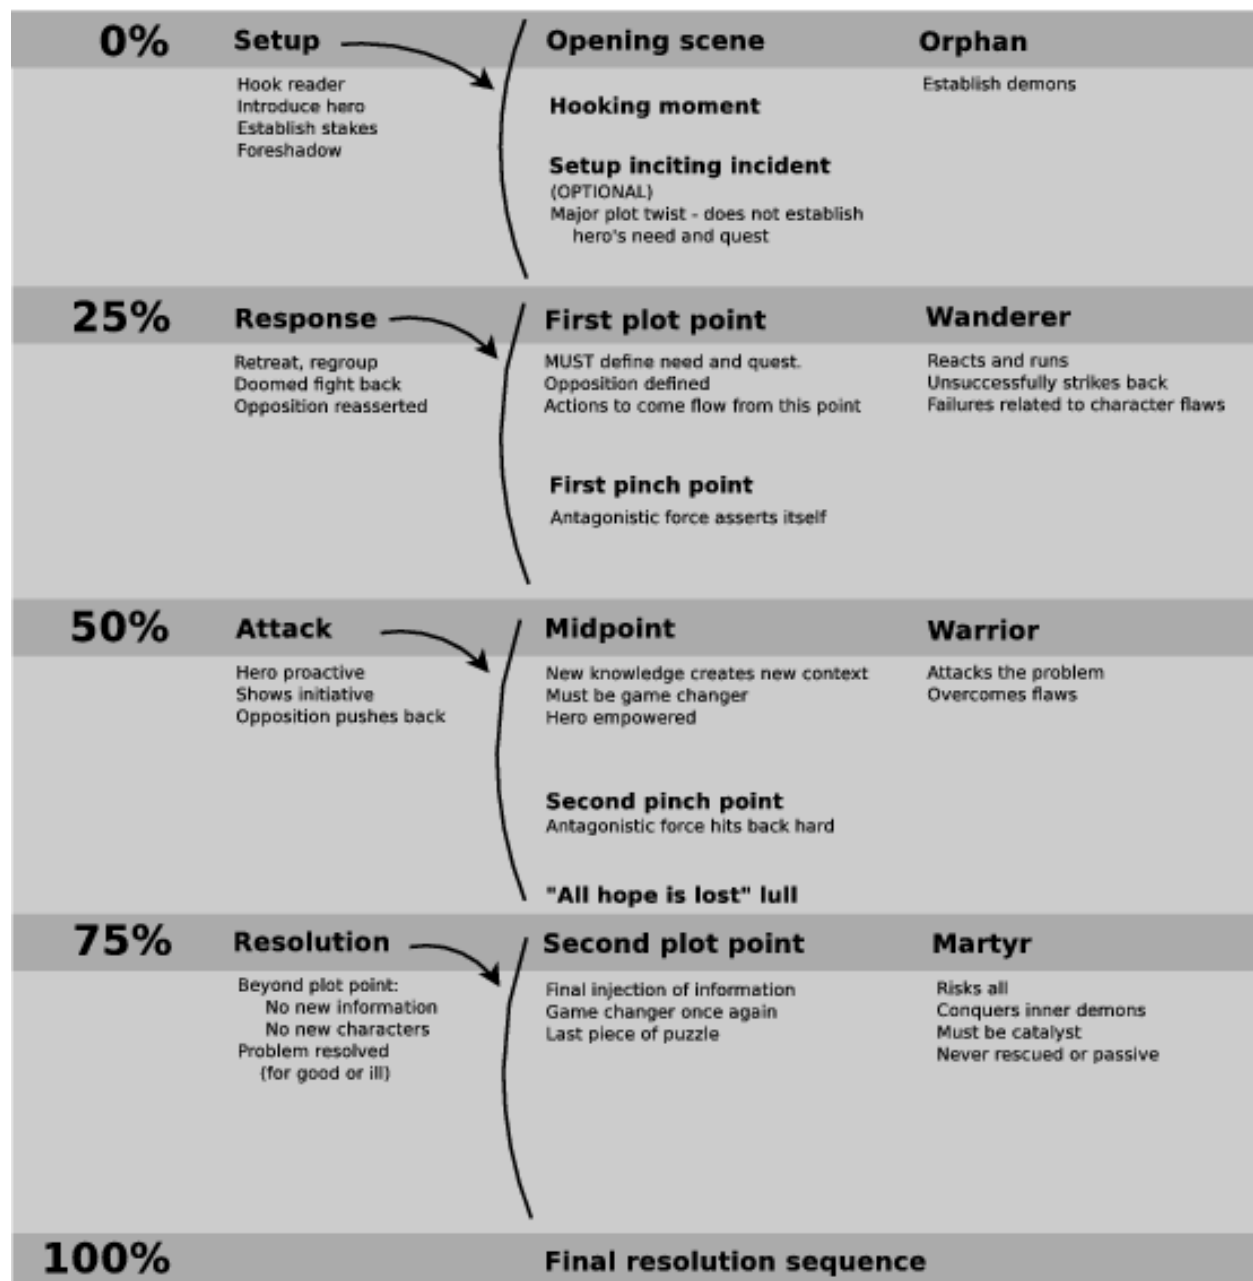 0% Setup Opening scene Orphan
Hook reader
Introduce hero
Establish stakes
Foreshadow
Hooking moment
Setup inciting incident
(OPTIONAL)
Major plot twist - does not establish
hero's need and quest
Establish demons
25% Response First plot point Wanderer
Retreat, regroup
Doomed fight back
Opposition reasserted
MUST define need and quest.
Opposition defined
Actions to come flow from this point
First pinch point
Antagonistic force asserts itself
Reacts and runs
Unsuccessfully strikes back
Failures related to character flaws
50% Attack Midpoint Warrior
Hero proactive
Shows initiative
Opposition pushes back
New knowledge creates new context
Must be game changer
Hero empowered
Second pinch point
Antagonistic force hits back hard
"All hope is lost" lull
Attacks the problem
Overcomes flaws
75% Resolution Second plot point Martyr
Beyond plot point:
No new information
No new characters
Problem resolved
(for good or ill)
Final injection of information
Game changer once again
Last piece of puzzle
Risks all
Conquers inner demons
Must be catalyst
Never rescued or passive
100% Final resolution sequence